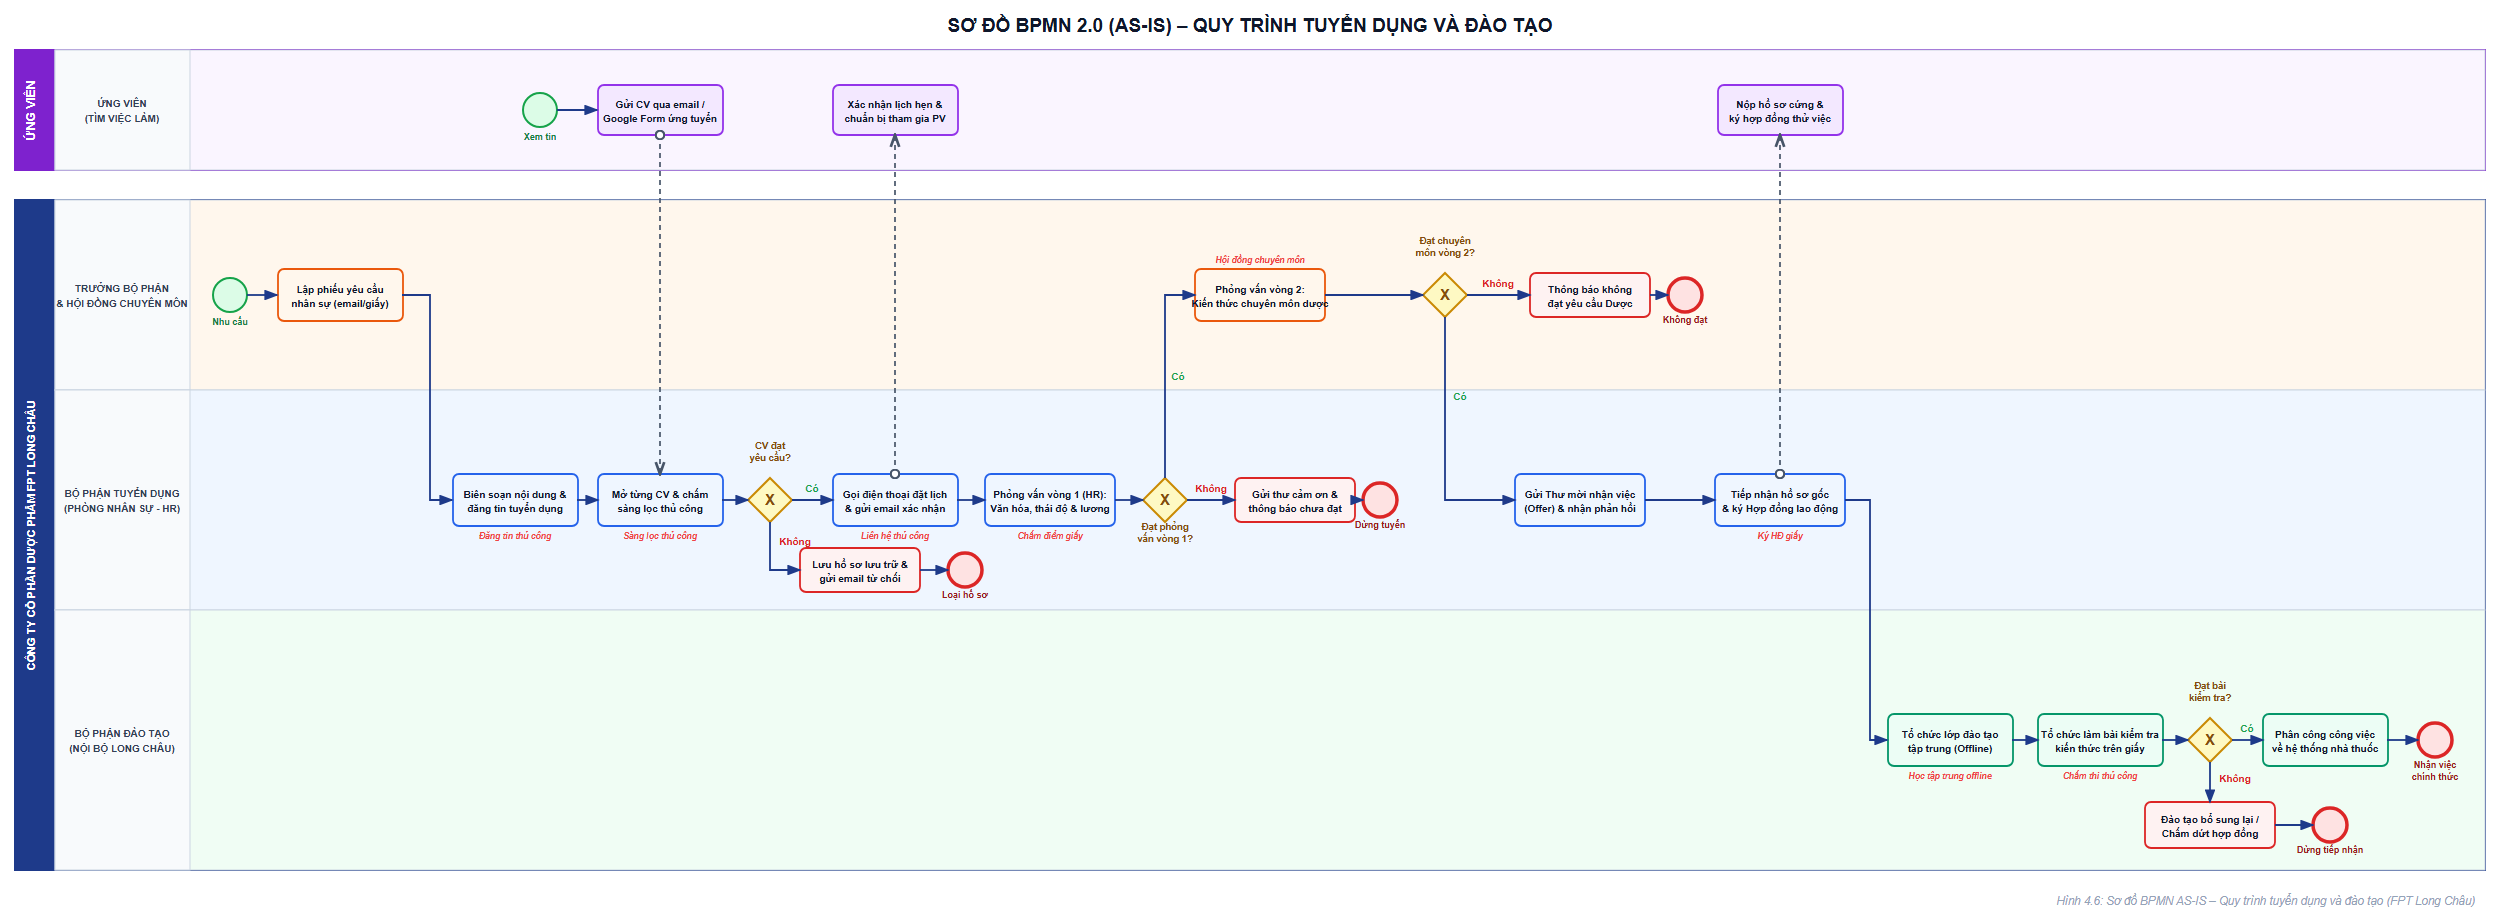 SƠ ĐỒ BPMN 2.0 (AS-IS) – QUY TRÌNH TUYỂN DỤNG VÀ ĐÀO TẠO
ỨNG VIÊN
ỨNG VIÊN
(TÌM VIỆC LÀM)
Xem tin
Gửi CV qua email /
Google Form ứng tuyển
Xác nhận lịch hẹn &
chuẩn bị tham gia PV
Nộp hồ sơ cứng &
ký hợp đồng thử việc
CÔNG TY CỔ PHẦN DƯỢC PHẨM FPT LONG CHÂU
TRƯỞNG BỘ PHẬN
& HỘI ĐỒNG CHUYÊN MÔN
Nhu cầu
Lập phiếu yêu cầu
nhân sự (email/giấy)
Hội đồng chuyên môn
Phỏng vấn vòng 2:
Kiến thức chuyên môn dược
Đạt chuyên
môn vòng 2?
X
Không
Thông báo không
đạt yêu cầu Dược
Không đạt
Có
Có
BỘ PHẬN TUYỂN DỤNG
(PHÒNG NHÂN SỰ - HR)
Biên soạn nội dung &
đăng tin tuyển dụng
Đăng tin thủ công
Mở từng CV & chấm
sàng lọc thủ công
Sàng lọc thủ công
CV đạt
yêu cầu?
X
Có
Không
Gọi điện thoại đặt lịch
& gửi email xác nhận
Liên hệ thủ công
Phỏng vấn vòng 1 (HR):
Văn hóa, thái độ & lương
Chấm điểm giấy
X
Đạt phỏng
vấn vòng 1?
Không
Gửi thư cảm ơn &
thông báo chưa đạt
Dừng tuyển
Gửi Thư mời nhận việc
(Offer) & nhận phản hồi
Tiếp nhận hồ sơ gốc
& ký Hợp đồng lao động
Ký HĐ giấy
Lưu hồ sơ lưu trữ &
gửi email từ chối
Loại hồ sơ
BỘ PHẬN ĐÀO TẠO
(NỘI BỘ LONG CHÂU)
Tổ chức lớp đào tạo
tập trung (Offline)
Học tập trung offline
Tổ chức làm bài kiểm tra
kiến thức trên giấy
Chấm thi thủ công
Đạt bài
kiểm tra?
X
Có
Không
Phân công công việc
về hệ thống nhà thuốc
Nhận việc
chính thức
Đào tạo bổ sung lại /
Chấm dứt hợp đồng
Dừng tiếp nhận
Hình 4.6: Sơ đồ BPMN AS-IS – Quy trình tuyển dụng và đào tạo (FPT Long Châu)